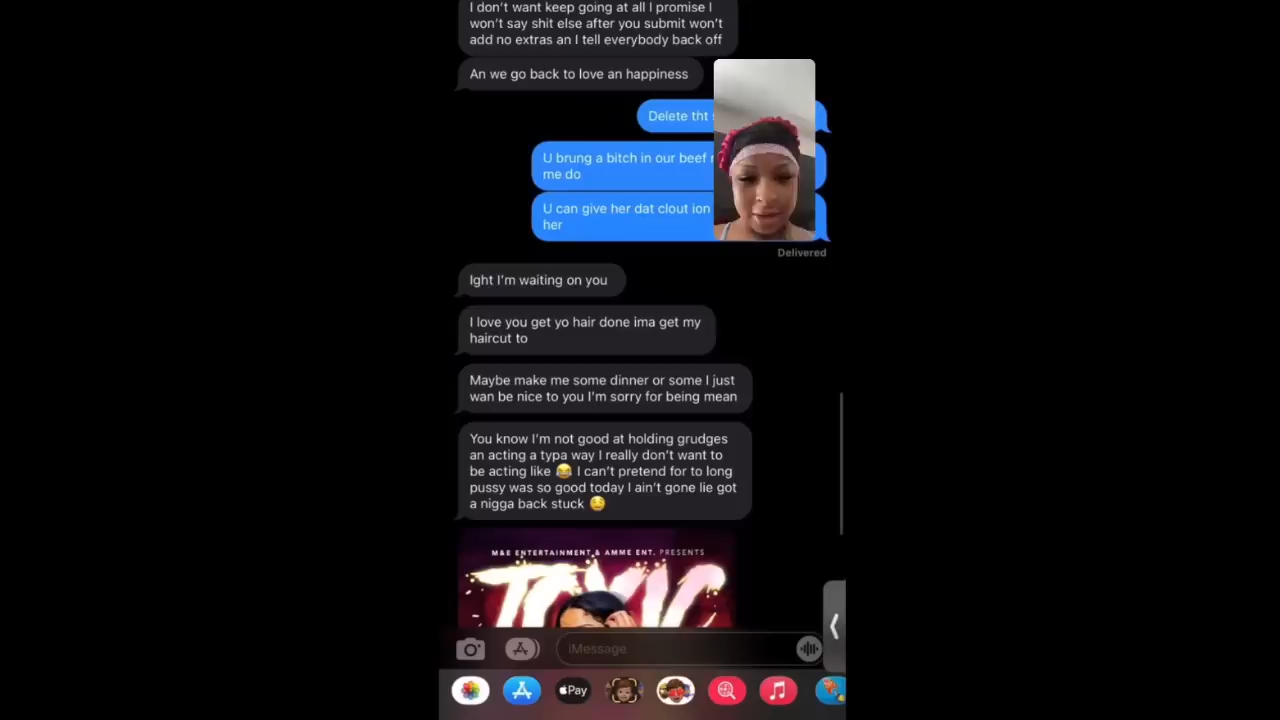 I don't want keep going at all I promise I
won't say shit else after you submit won't
add no extras an I tell everybody back off
An we go back to love an happiness
Delete tht
U brung a bitch in our beef
me do
U can give her dat clout ion
her
Delivered
Ight I'm waiting on you
I love you get yo hair done ima get my
haircut to
Maybe make me some dinner or some I just
wan be nice to you I'm sorry for being mean
You know I'm not good at holding grudges
an acting a typa way I really don't want to
be acting like 😂 I can't pretend for to long
pussy was so good today I ain't gone lie got
a nigga back stuck 😌
M&E ENTERTAINMENT & AMME ENT. PRESENTS
TOXIC
iMessage
Pay